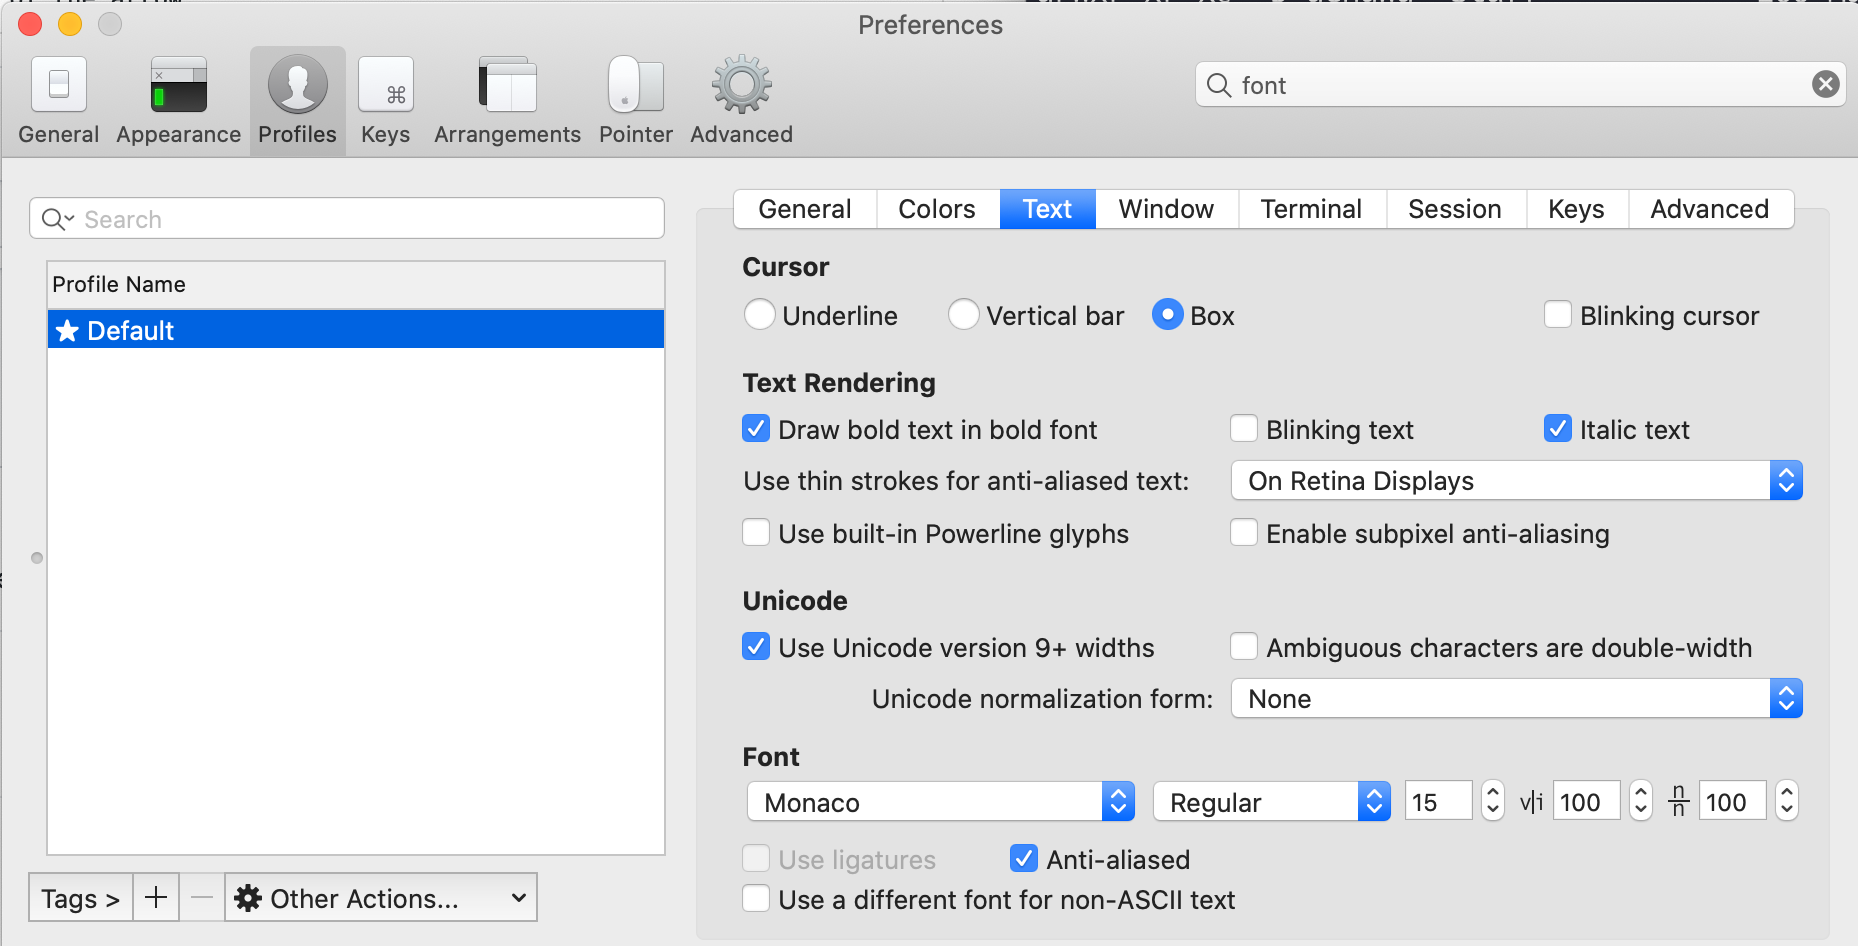 Preferences
General Appearance Profiles Keys Arrangements Pointer Advanced
font
Search
Profile Name
Default
Tags > + − Other Actions...
General Colors Text Window Terminal Session Keys Advanced
Cursor
Underline Vertical bar Box Blinking cursor
Text Rendering
Draw bold text in bold font Blinking text Italic text
Use thin strokes for anti-aliased text: On Retina Displays
Use built-in Powerline glyphs Enable subpixel anti-aliasing
Unicode
Use Unicode version 9+ widths Ambiguous characters are double-width
Unicode normalization form: None
Font
Monaco Regular 15 v|i 100 n/n 100
Use ligatures Anti-aliased
Use a different font for non-ASCII text